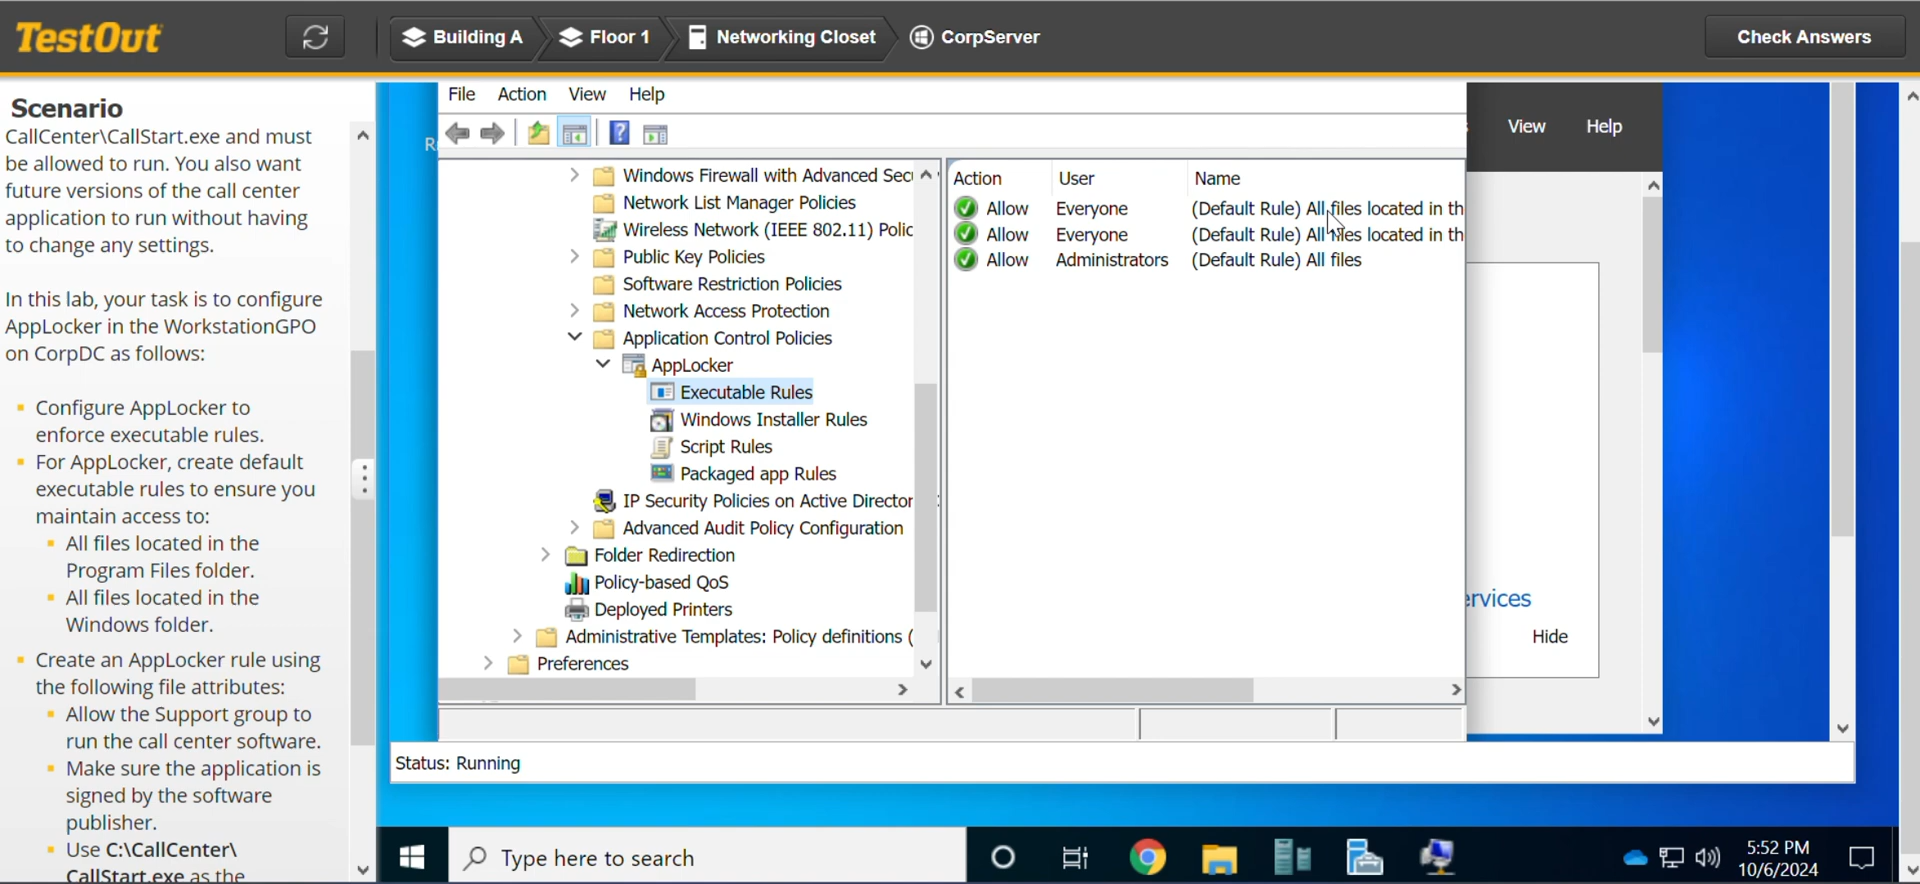 TestOut
Building A
Floor 1
Networking Closet
CorpServer
Check Answers
Scenario
CallCenter\CallStart.exe and must
be allowed to run. You also want
future versions of the call center
application to run without having
to change any settings.
In this lab, your task is to configure
AppLocker in the WorkstationGPO
on CorpDC as follows:
Configure AppLocker to
enforce executable rules.
For AppLocker, create default
executable rules to ensure you
maintain access to:
All files located in the
Program Files folder.
All files located in the
Windows folder.
Create an AppLocker rule using
the following file attributes:
Allow the Support group to
run the call center software.
Make sure the application is
signed by the software
publisher.
Use C:\CallCenter\
CallStart.exe as the
File Action View Help
View Help
Windows Firewall with Advanced Secu
Network List Manager Policies
Wireless Network (IEEE 802.11) Polic
Public Key Policies
Software Restriction Policies
Network Access Protection
Application Control Policies
AppLocker
Executable Rules
Windows Installer Rules
Script Rules
Packaged app Rules
IP Security Policies on Active Director
Advanced Audit Policy Configuration
Folder Redirection
Policy-based QoS
Deployed Printers
Administrative Templates: Policy definitions (
Preferences
Action User Name
Allow Everyone (Default Rule) All files located in th
Allow Everyone (Default Rule) All files located in th
Allow Administrators (Default Rule) All files
ervices
Hide
Status: Running
Type here to search
5:52 PM
10/6/2024